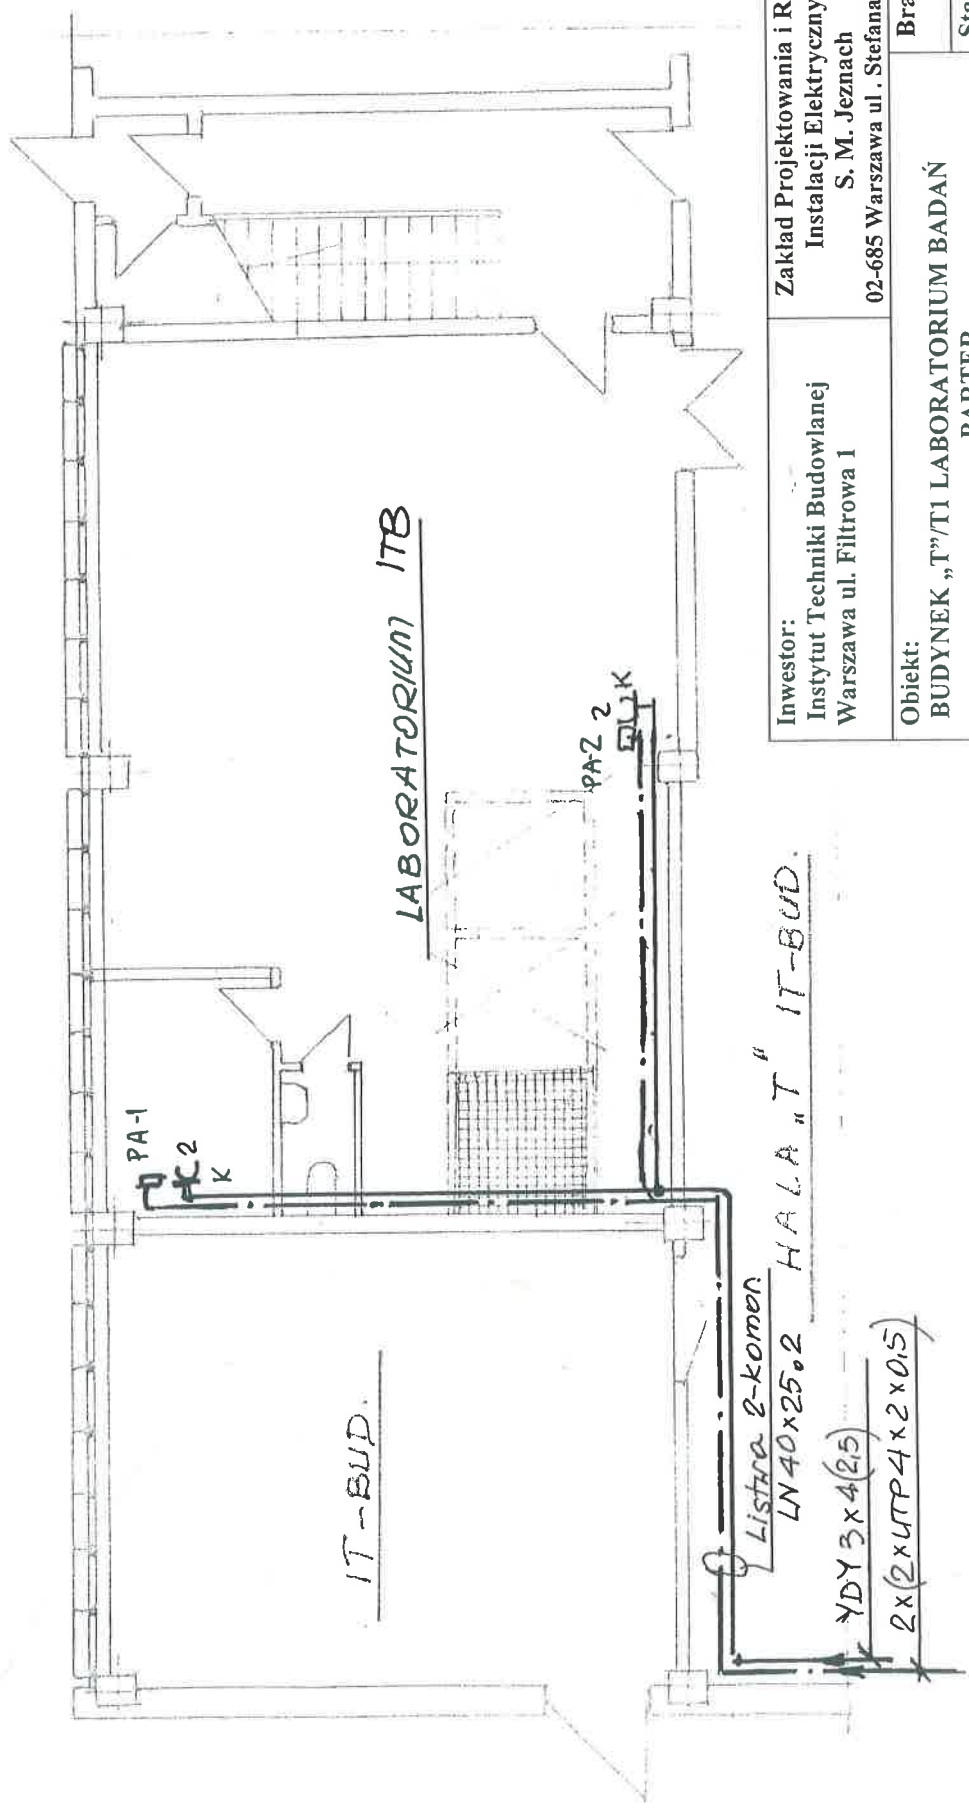 IT-BUD.
LABORATORIUM ITB
PA-1
2
K
PA-2 2
K
HALA „T" IT-BUD.
Listwa 2-komor.
LN 40x25.2
YDY 3x4(2,5)
2x(2xUTP4x2x0,5)
Inwestor:
Instytut Techniki Budowlanej
Warszawa ul. Filtrowa 1
Zakład Projektowania i R
Instalacji Elektryczny
S. M. Jeznach
02-685 Warszawa ul. Stefana
Obiekt:
BUDYNEK „T”/T1 LABORATORIUM BADAŃ
PARTER
Bra